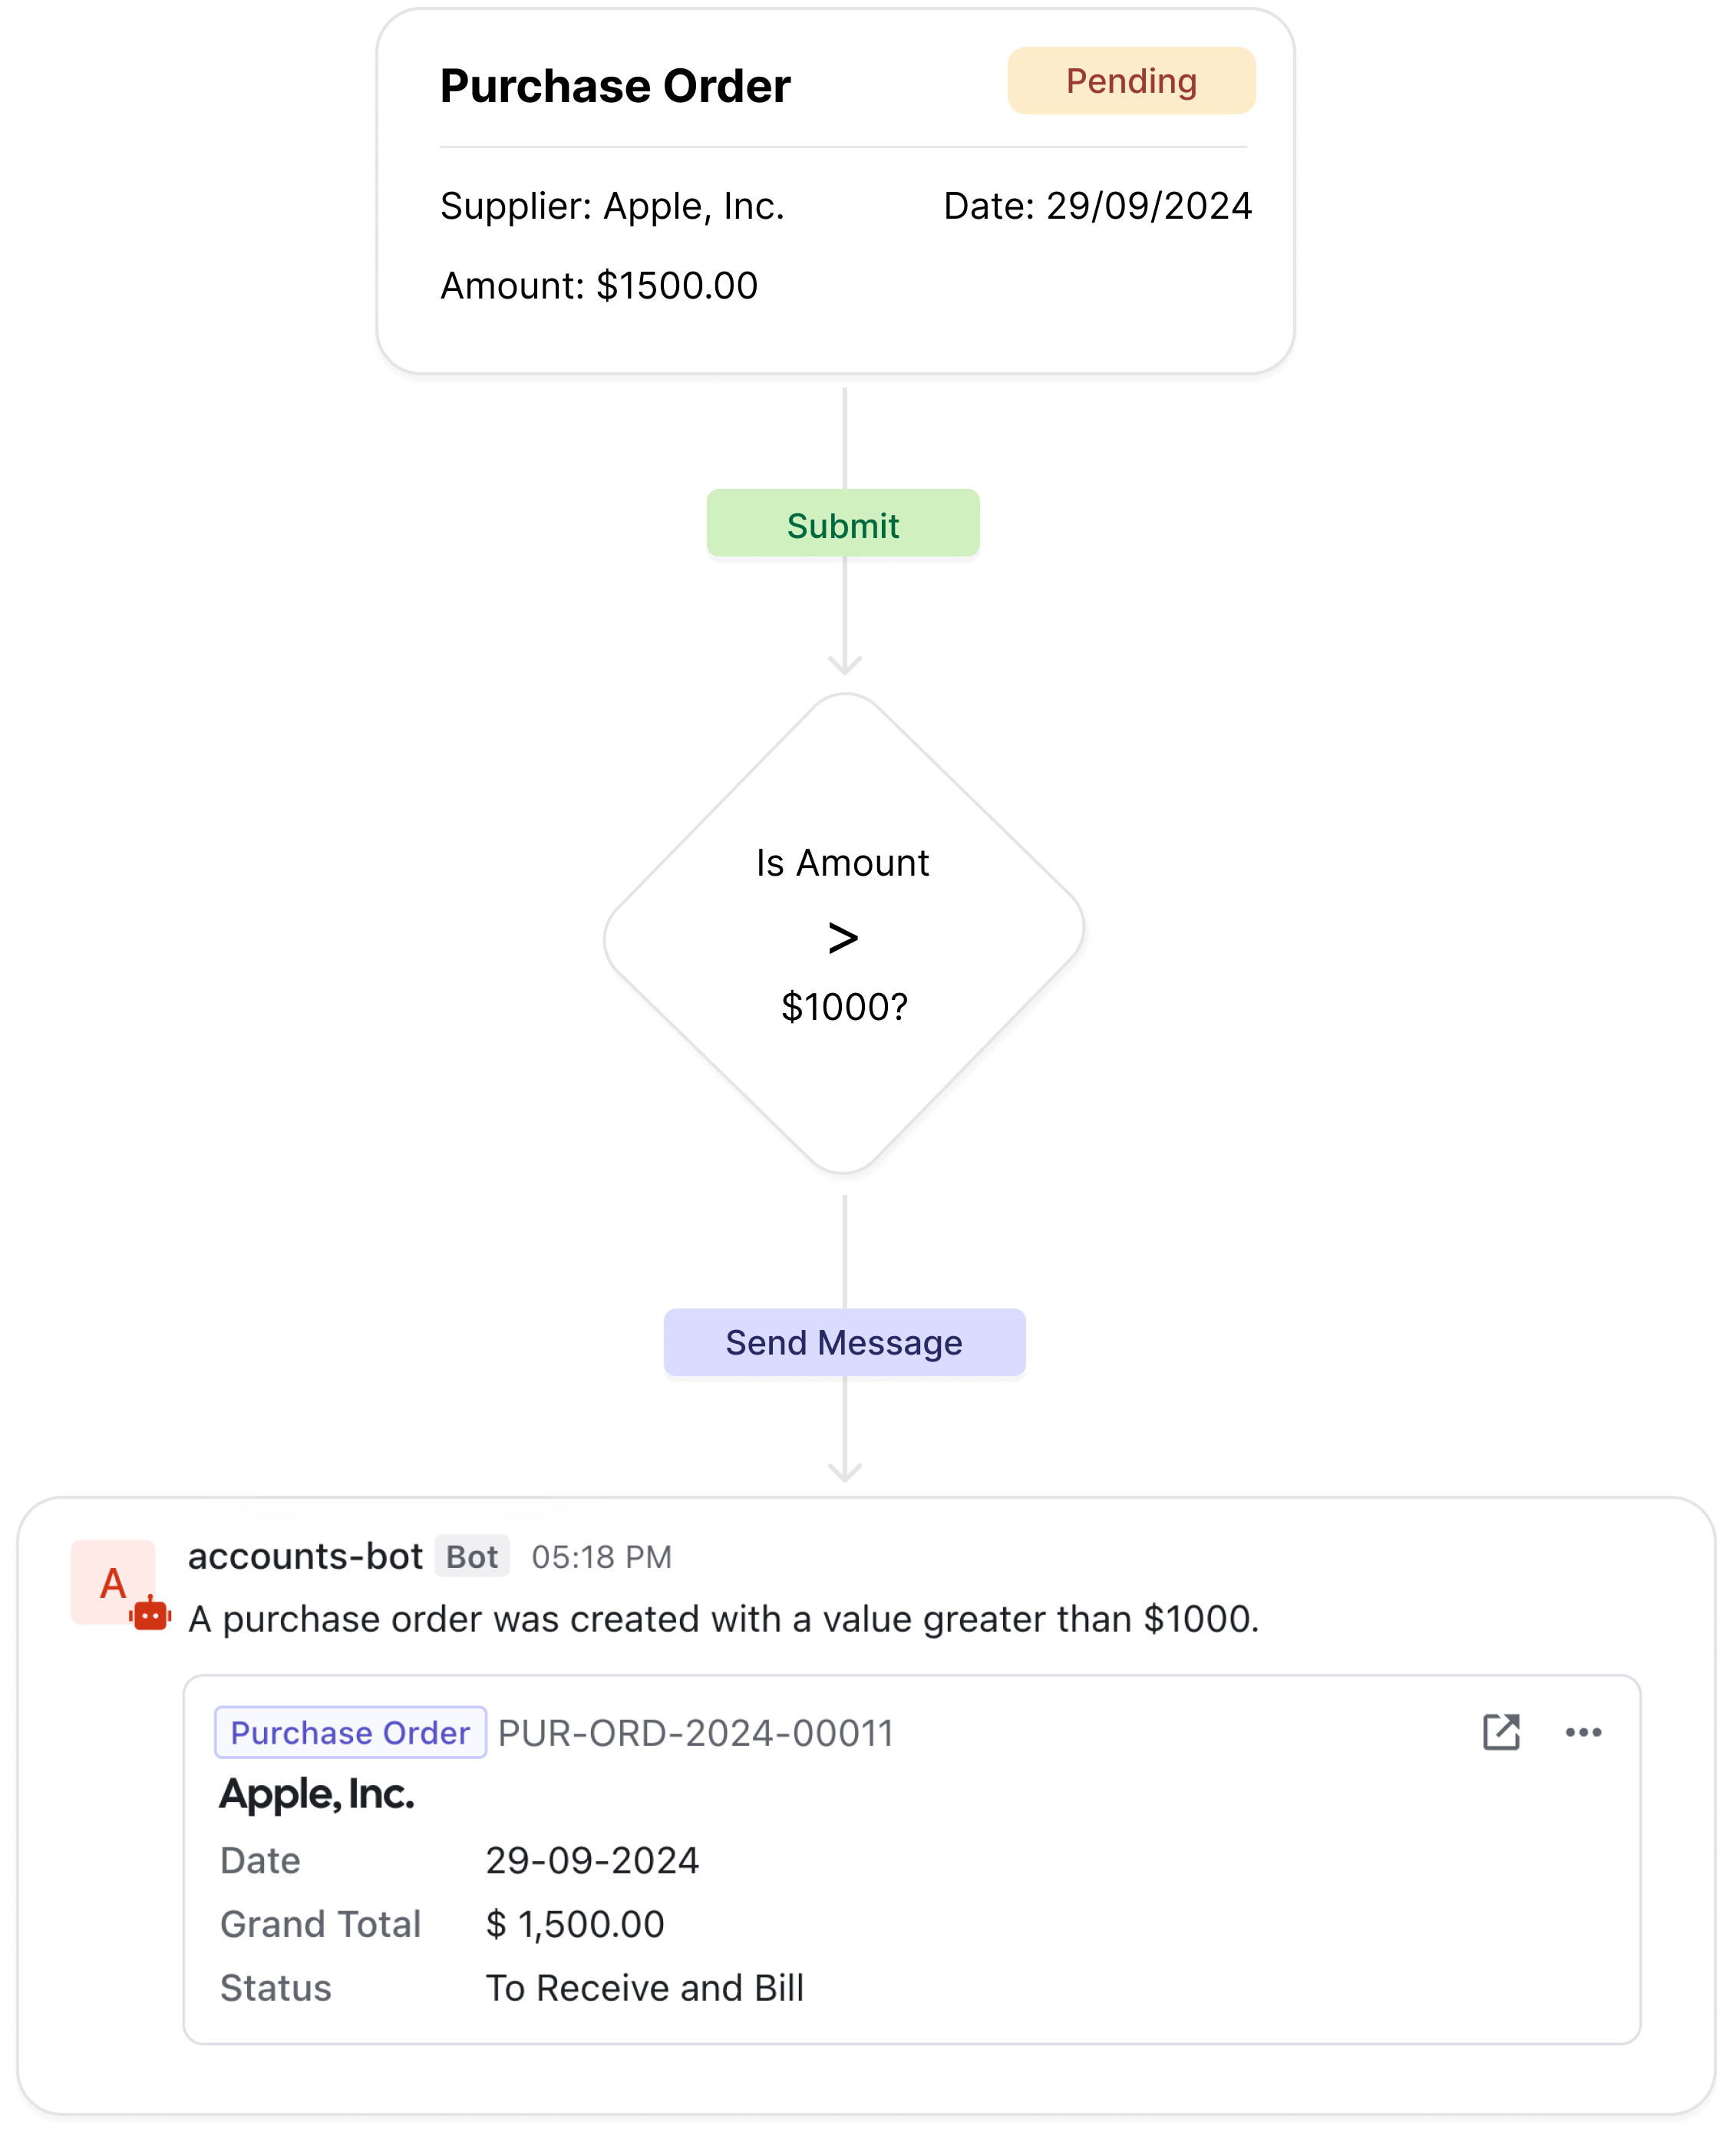 Purchase Order Pending
Supplier: Apple, Inc. Date: 29/09/2024
Amount: $1500.00
Submit
Is Amount
>
$1000?
Send Message
A accounts-bot Bot 05:18 PM
A purchase order was created with a value greater than $1000.
Purchase Order PUR-ORD-2024-00011
Apple, Inc.
Date 29-09-2024
Grand Total $ 1,500.00
Status To Receive and Bill